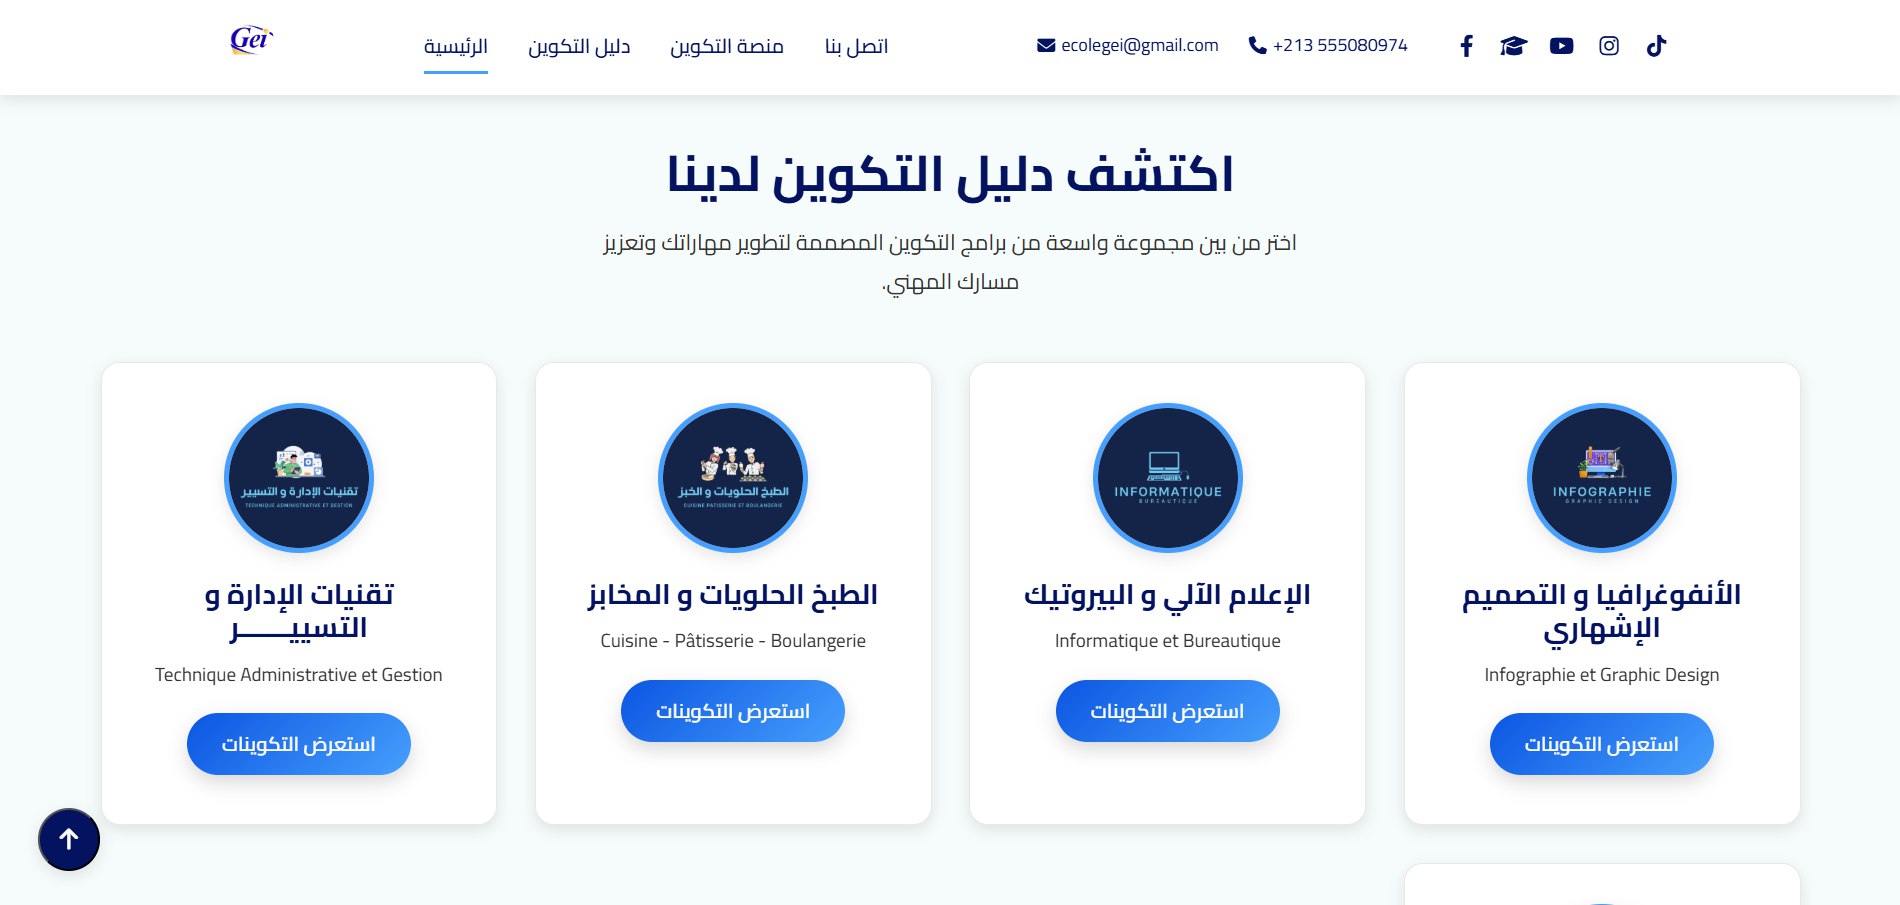 Gei
الرئيسية
دليل التكوين
منصة التكوين
اتصل بنا
ecolegei@gmail.com
+213 555080974
اكتشف دليل التكوين لدينا
اختر من بين مجموعة واسعة من برامج التكوين المصممة لتطوير مهاراتك وتعزيز
مسارك المهني.
INFOGRAPHIE
GRAPHIC DESIGN
الأنفوغرافيا و التصميم
الإشهاري
Infographie et Graphic Design
استعرض التكوينات
INFORMATIQUE
BUREAUTIQUE
الإعلام الآلي و البيروتيك
Informatique et Bureautique
استعرض التكوينات
الطبخ الحلويات و الخبز
CUISINE PATISSERIE ET BOULANGERIE
الطبخ الحلويات و المخابز
Cuisine - Pâtisserie - Boulangerie
استعرض التكوينات
تقنيات الإدارة و التسيير
TECHNIQUE ADMINISTRATIVE ET GESTION
تقنيات الإدارة و
التسييــــــر
Technique Administrative et Gestion
استعرض التكوينات